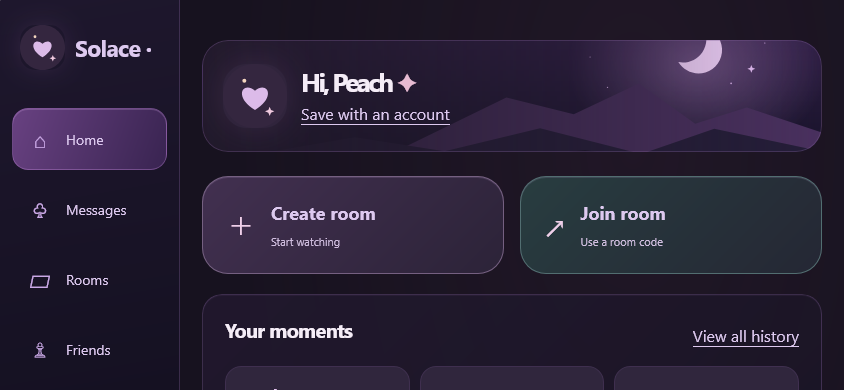 Solace
Home
Messages
Rooms
Friends
Hi, Peach
Save with an account
Create room
Start watching
Join room
Use a room code
Your moments
View all history